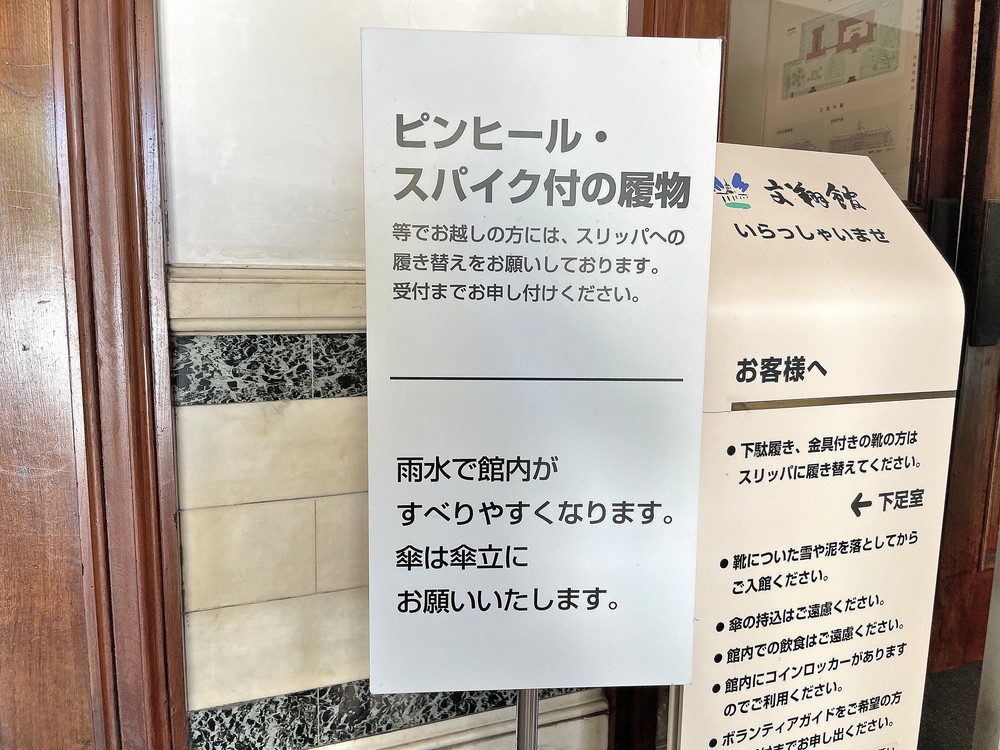 ピンヒール・
スパイク付の履物
等でお越しの方には、スリッパへの
履き替えをお願いしております。
受付までお申し付けください。
雨水で館内が
すべりやすくなります。
傘は傘立に
お願いいたします。
文翔館
いらっしゃいませ
お客様へ
●下駄履き、金具付きの靴の方は
スリッパに履き替えてください。
←下足室
●靴についた雪や泥を落としてから
ご入館ください。
●傘の持込はご遠慮ください。
●館内での飲食はご遠慮ください。
●館内にコインロッカーがあります
のでご利用ください。
●ボランティアガイドをご希望の方
付までお申し出ください。